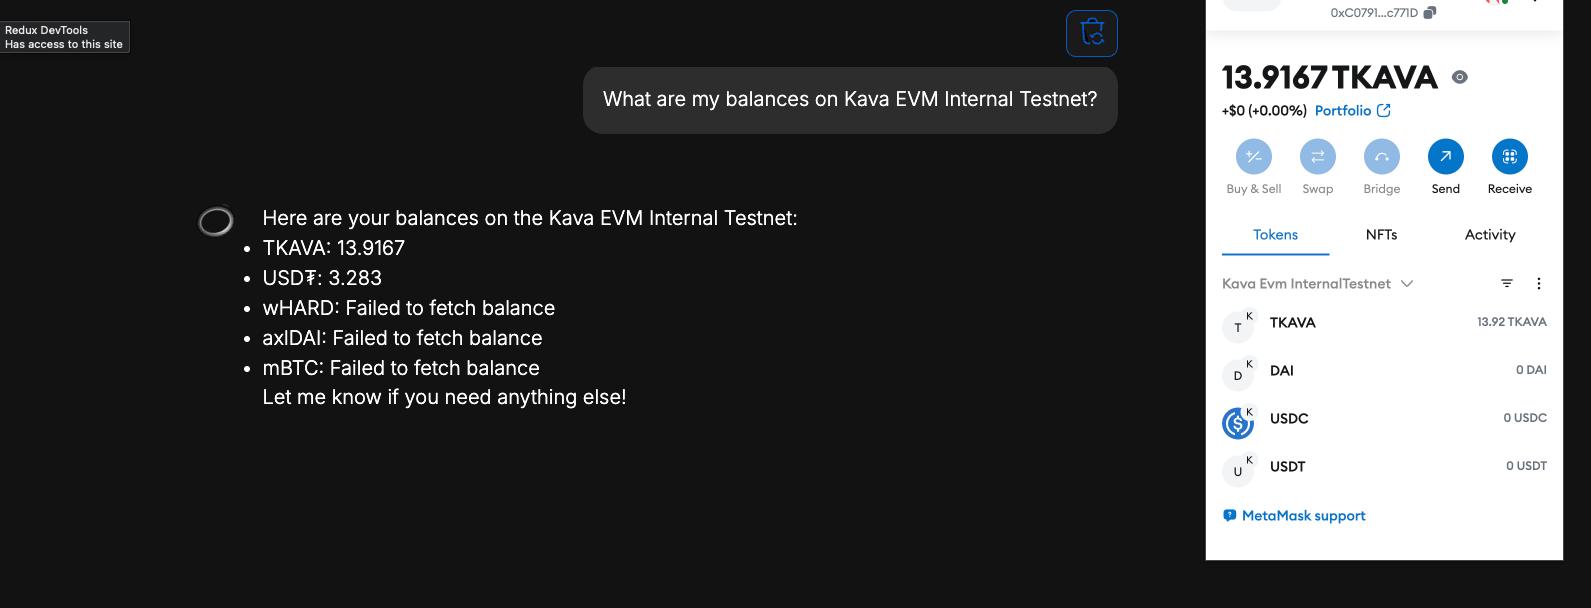 Redux DevTools
Has access to this site
What are my balances on Kava EVM Internal Testnet?
Here are your balances on the Kava EVM Internal Testnet:
• TKAVA: 13.9167
• USD₮: 3.283
• wHARD: Failed to fetch balance
• axlDAI: Failed to fetch balance
• mBTC: Failed to fetch balance
Let me know if you need anything else!
0xC0791...c771D
13.9167 TKAVA
+$0 (+0.00%) Portfolio
Buy & Sell Swap Bridge Send Receive
Tokens NFTs Activity
Kava Evm InternalTestnet
T K TKAVA 13.92 TKAVA
D K DAI 0 DAI
K USDC 0 USDC
U K USDT 0 USDT
MetaMask support